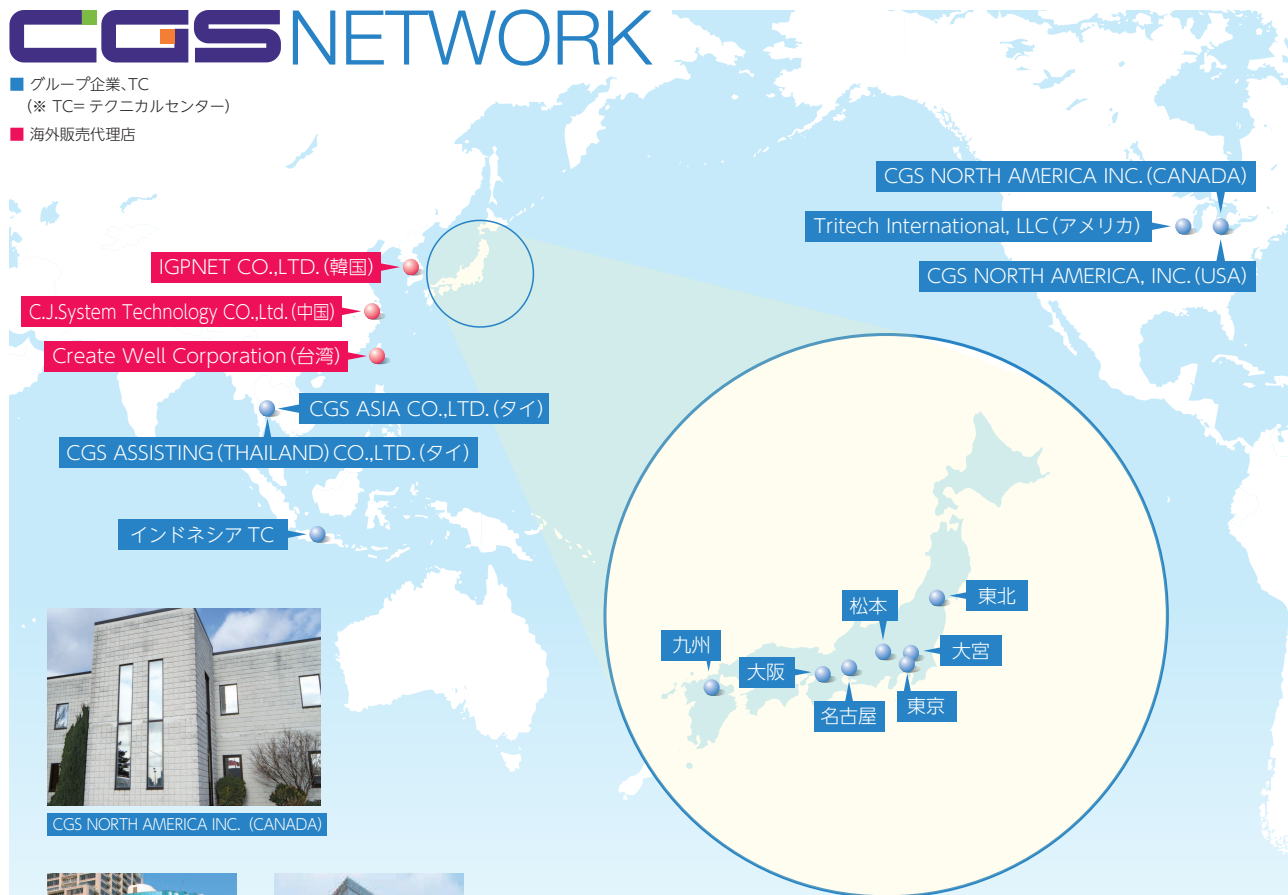 CGS NETWORK
■ グループ企業、TC
(※ TC= テクニカルセンター)
■ 海外販売代理店
CGS NORTH AMERICA INC. (CANADA)
Tritech International, LLC (アメリカ)
CGS NORTH AMERICA, INC. (USA)
IGPNET CO.,LTD. (韓国)
C.J.System Technology CO.,Ltd. (中国)
Create Well Corporation (台湾)
CGS ASIA CO.,LTD. (タイ)
CGS ASSISTING (THAILAND) CO.,LTD. (タイ)
インドネシア TC
東北
松本
九州
大宮
大阪
東京
名古屋
CGS NORTH AMERICA INC. (CANADA)